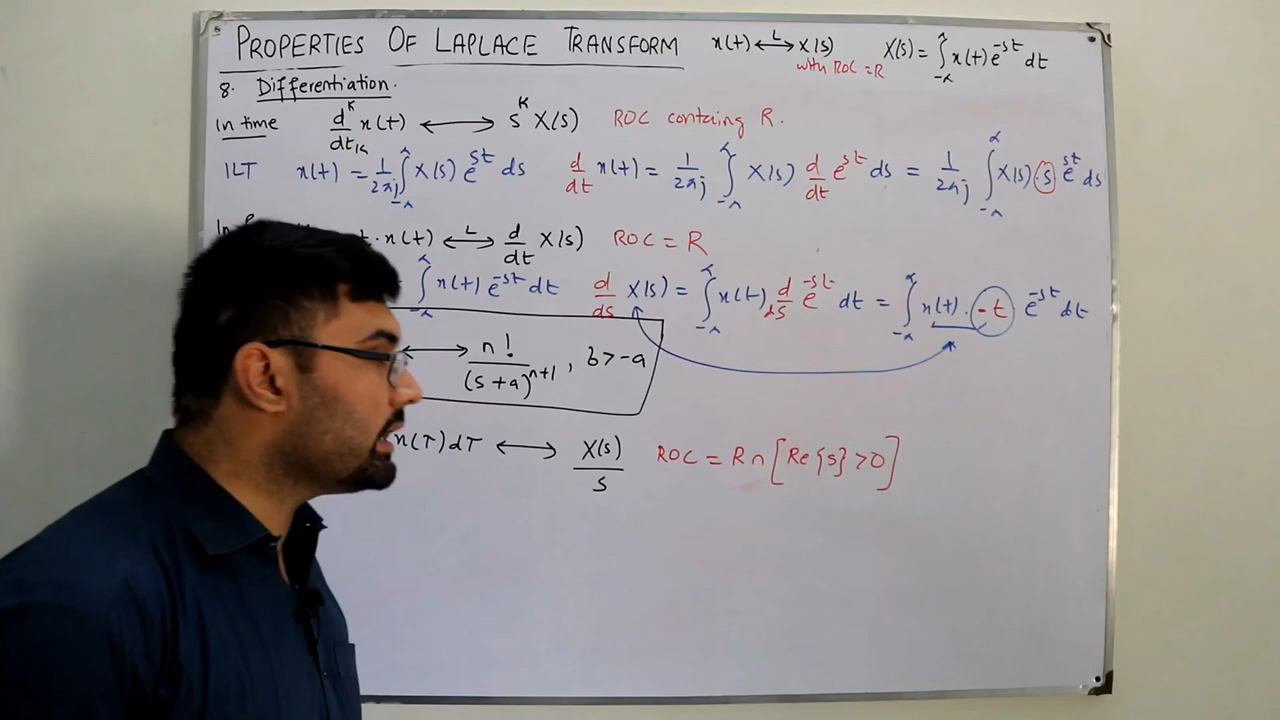 PROPERTIES OF LAPLACE TRANSFORM x(t) ⟷ᴸ X(s) X(s) = ∫_{-∞}^{∞} x(t) e^{-st} dt
with ROC = R
8. Differentiation.
In time d^K/dt^K x(t) ⟷ s^K X(s) ROC containg R.
ILT x(t) = 1/2πj ∫_{-∞}^{∞} X(s) e^{st} ds d/dt x(t) = 1/2πj ∫_{-∞}^{∞} X(s) d/dt e^{st} ds = 1/2πj ∫_{-∞}^{∞} X(s) s e^{st} ds
In t·x(t) ⟷ᴸ d/dt X(s) ROC = R
∫_{-∞}^{∞} x(t) e^{-st} dt d/ds X(s) = ∫_{-∞}^{∞} x(t) d/ds e^{-st} dt = ∫_{-∞}^{∞} x(t) · -t e^{-st} dt
⟷ n!/(s+a)^{n+1}, b > -a
x(τ)dτ ⟷ X(s)/s ROC = R∩[Re{s} > 0]